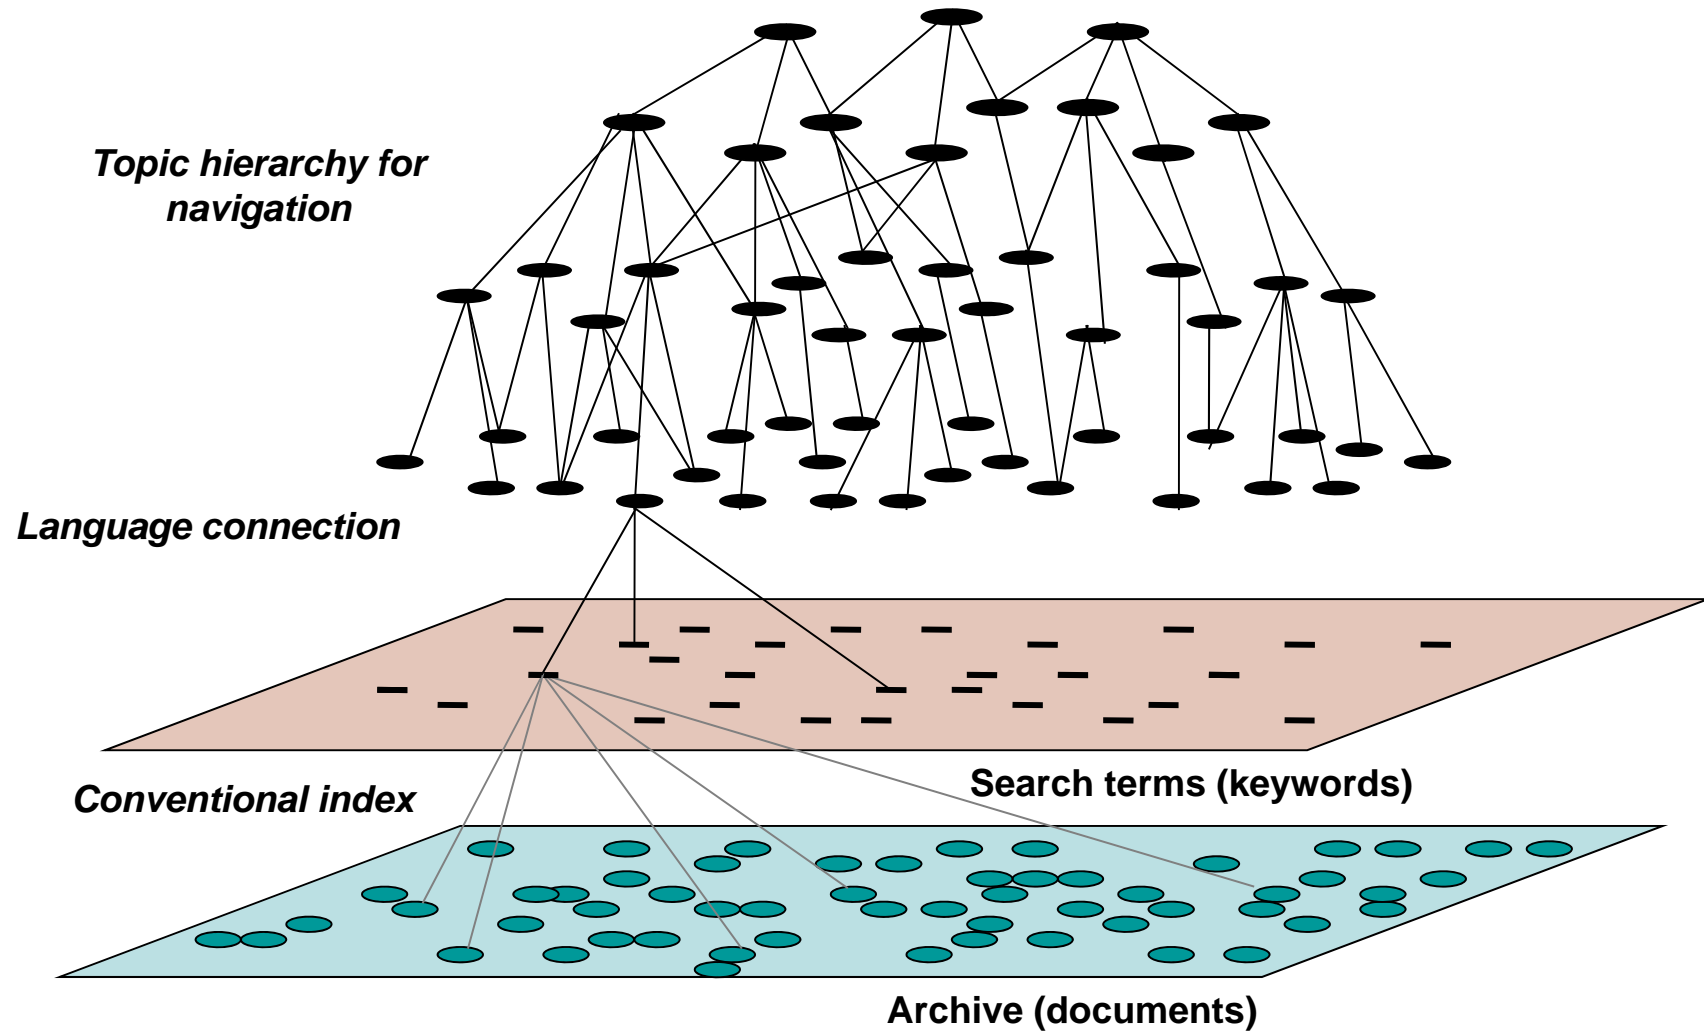 Topic hierarchy for
navigation
Language connection
Search terms (keywords)
Conventional index
Archive (documents)